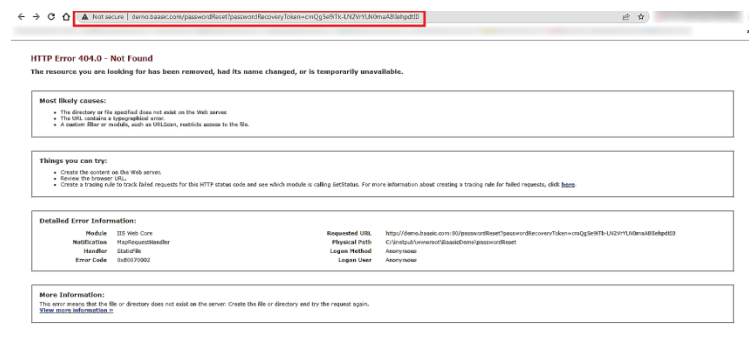 Not secure | demo.baasic.com/passwordReset?passwordRecoveryToken=
HTTP Error 404.0 - Not Found
The resource you are looking for has been removed, had its name changed, or is temporarily unavailable.
Most likely causes:
The directory or file specified does not exist on the Web server.
The URL contains a typographical error.
A custom filter or module, such as URLScan, restricts access to the file.
Things you can try:
Create the content on the Web server.
Review the browser URL.
Create a tracing rule to track failed requests for this HTTP status code and see which module is calling SetStatus. For more information about creating a tracing rule for failed requests, click here.
Detailed Error Information:
Module IIS Web Core
Notification MapRequestHandler
Handler StaticFile
Error Code 0x80070002
Requested URL http://demo.baasic.com:80/passwordReset?passwordRecoveryToken=
Physical Path C:\inetpub\wwwroot\BaasicDemo\passwordReset
Logon Method Anonymous
Logon User Anonymous
More Information:
This error means that the file or directory does not exist on the server. Create the file or directory and try the request again.
View more information »